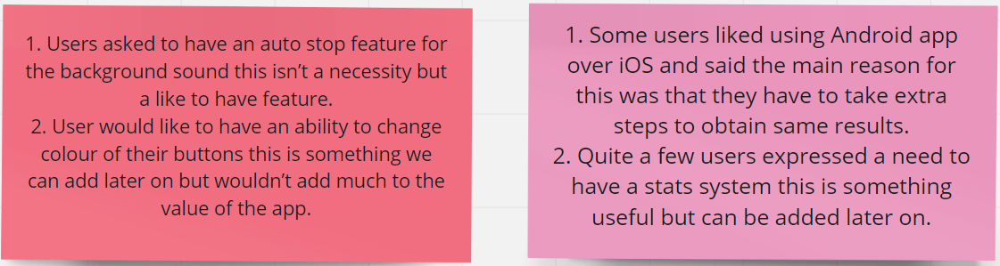 1. Users asked to have an auto stop feature for
the background sound this isn't a necessity but
a like to have feature.
2. User would like to have an ability to change
colour of their buttons this is something we
can add later on but wouldn't add much to the
value of the app.
1. Some users liked using Android app
over iOS and said the main reason for
this was that they have to take extra
steps to obtain same results.
2. Quite a few users expressed a need to
have a stats system this is something
useful but can be added later on.